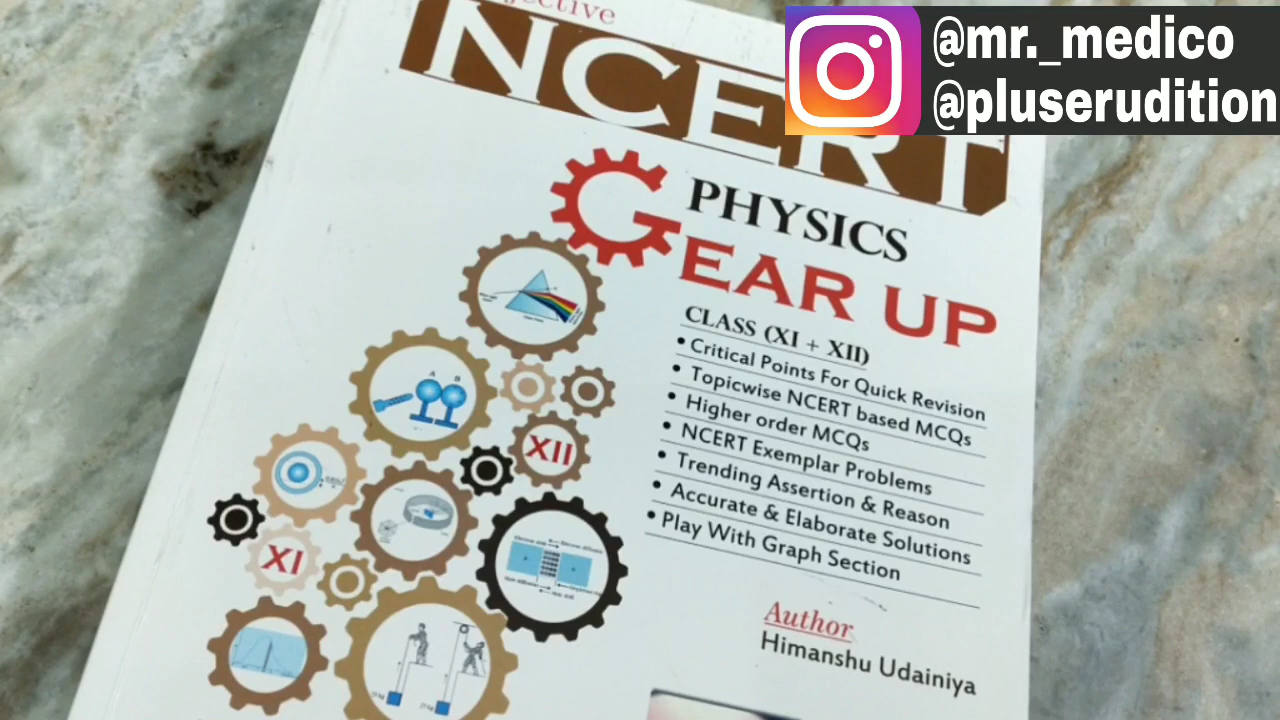 @mr._medico
@pluserudition
NCERT
PHYSICS
GEAR UP
CLASS (XI + XII)
• Critical Points For Quick Revision
• Topicwise NCERT based MCQs
• Higher order MCQs
• NCERT Exemplar Problems
• Trending Assertion & Reason
• Accurate & Elaborate Solutions
• Play With Graph Section
A B
XII
XI
Author
Himanshu Udainiya